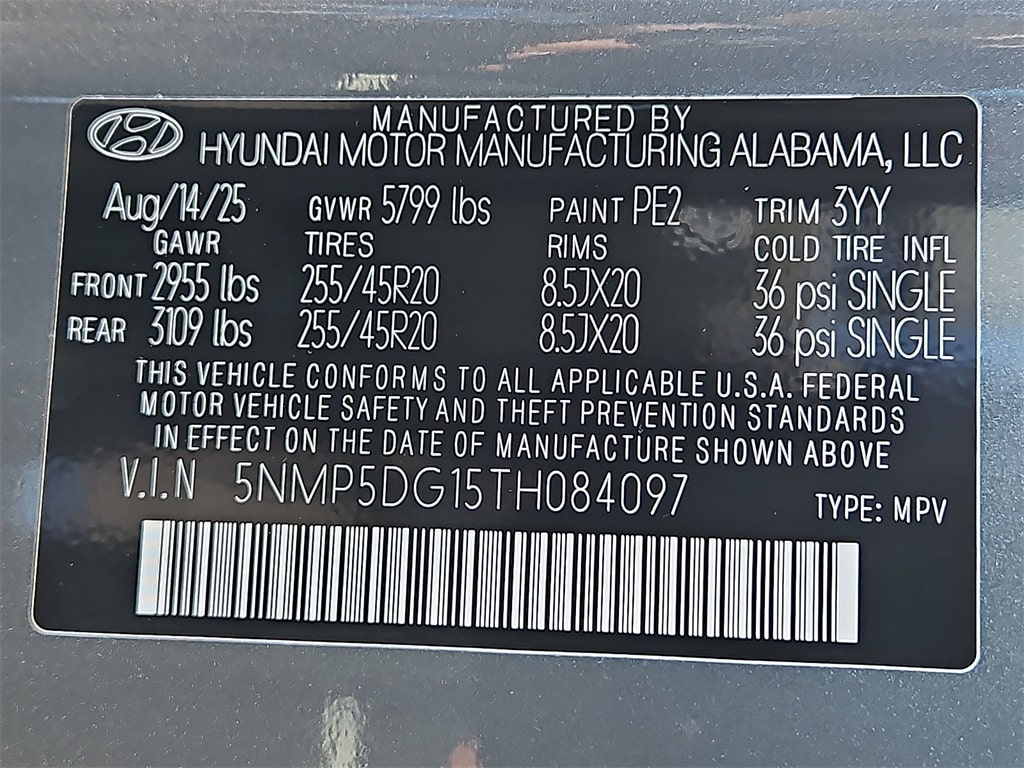 MANUFACTURED BY
HYUNDAI MOTOR MANUFACTURING ALABAMA, LLC
Aug/14/25 GVWR 5799 lbs PAINT PE2 TRIM 3YY
GAWR TIRES RIMS COLD TIRE INFL
FRONT 2955 lbs 255/45R20 8.5JX20 36 psi SINGLE
REAR 3109 lbs 255/45R20 8.5JX20 36 psi SINGLE
THIS VEHICLE CONFORMS TO ALL APPLICABLE U.S.A. FEDERAL
MOTOR VEHICLE SAFETY AND THEFT PREVENTION STANDARDS
IN EFFECT ON THE DATE OF MANUFACTURE SHOWN ABOVE
V.I.N 5NMP5DG15TH084097 TYPE: MPV